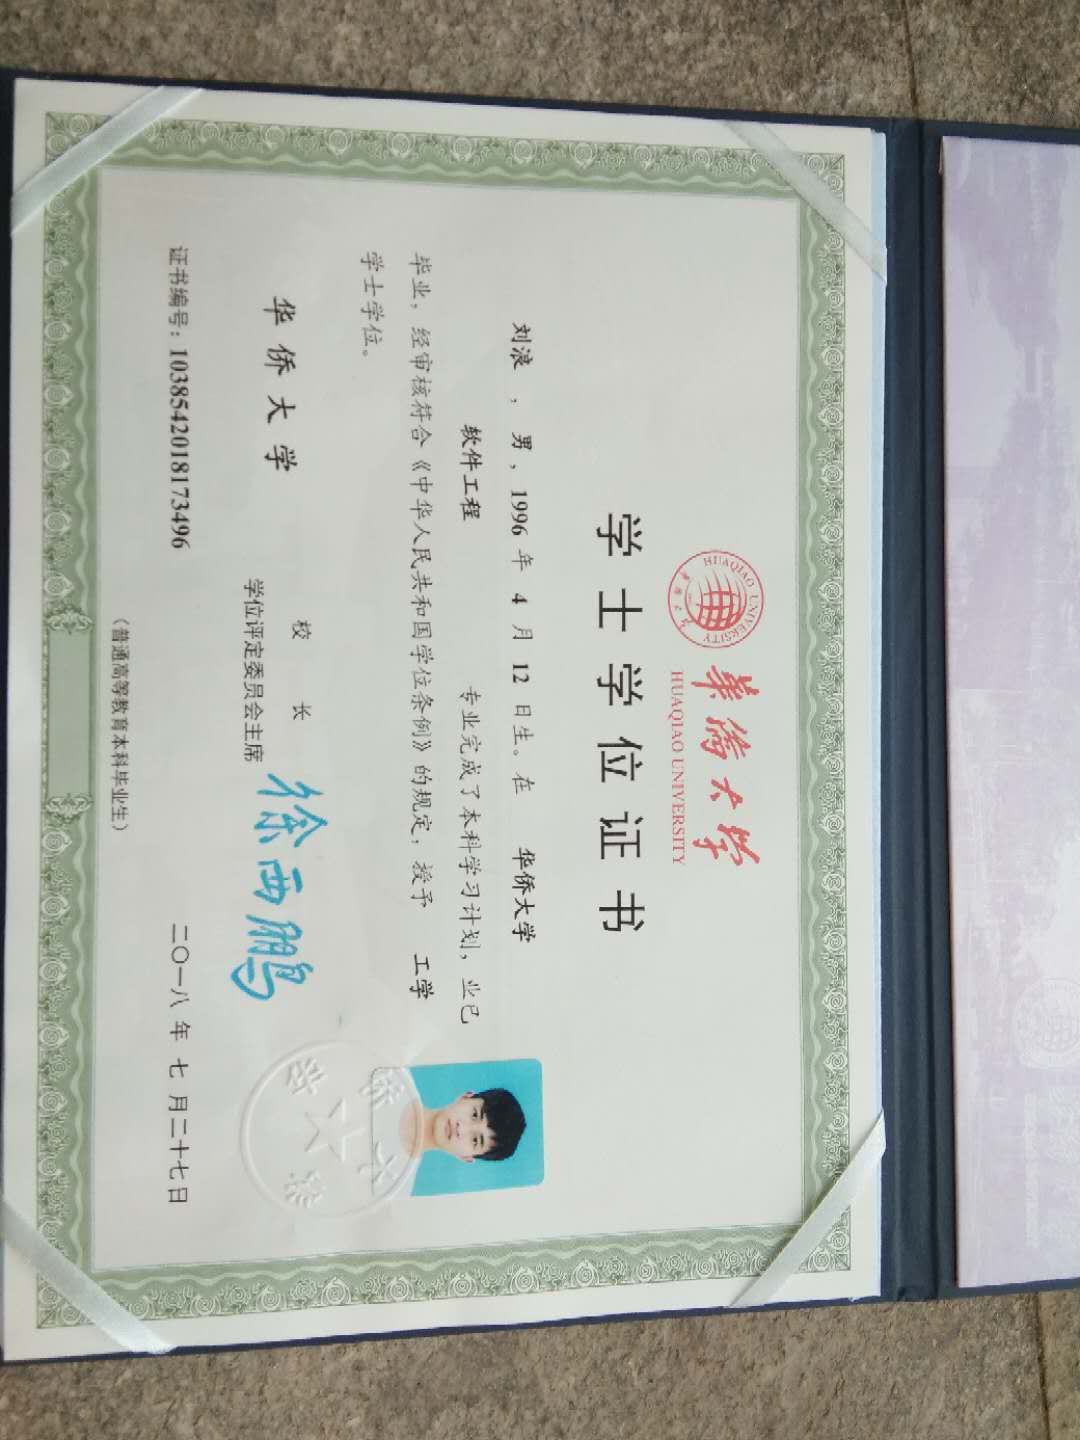 華僑大學
HUAQIAO UNIVERSITY
HUAQIAO UNIVERSITY
学士学位证书
刘浪 ，男，1996 年 4 月 12 日生。在 华侨大学
软件工程 专业完成了本科学习计划，业已
毕业，经审核符合《中华人民共和国学位条例》的规定，授予 工学
学士学位。
华侨大学
校 长
学位评定委员会主席
徐西鹏
证书编号：1038542018173496
二〇一八 年 七 月二十七日
（普通高等教育本科毕业生）